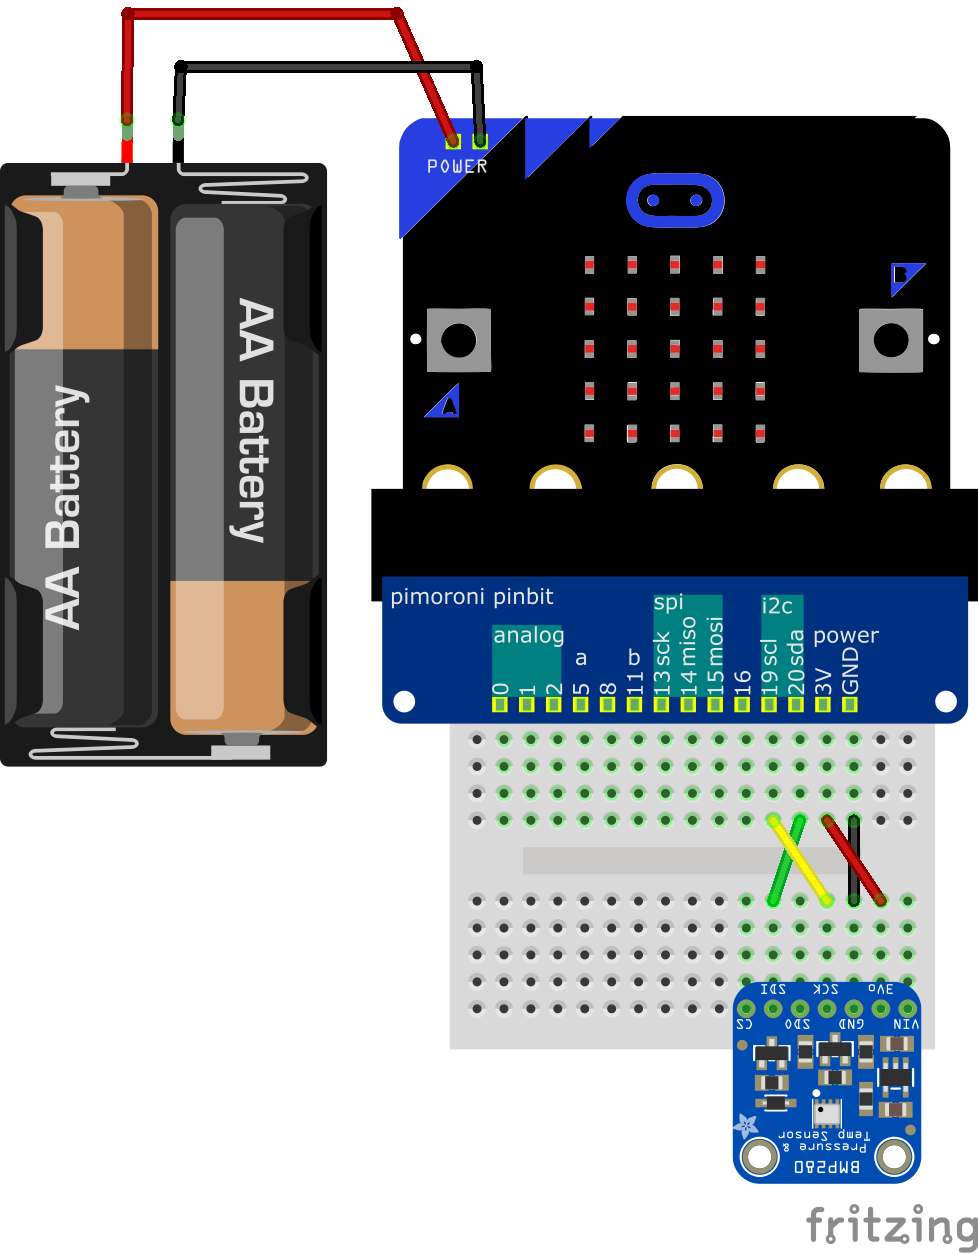 POWER
B
A
AA Battery
AA Battery
pimoroni pinbit
analog
a
b
spi
i2c
power
0
1
2
5
8
11
13 sck
14 miso
15 mosi
16
19 scl
20 sda
3V
GND
SDI
SCK
3Vo
CS
SDO
GND
VIN
Pressure &
Temp Sensor
BMP280
fritzing